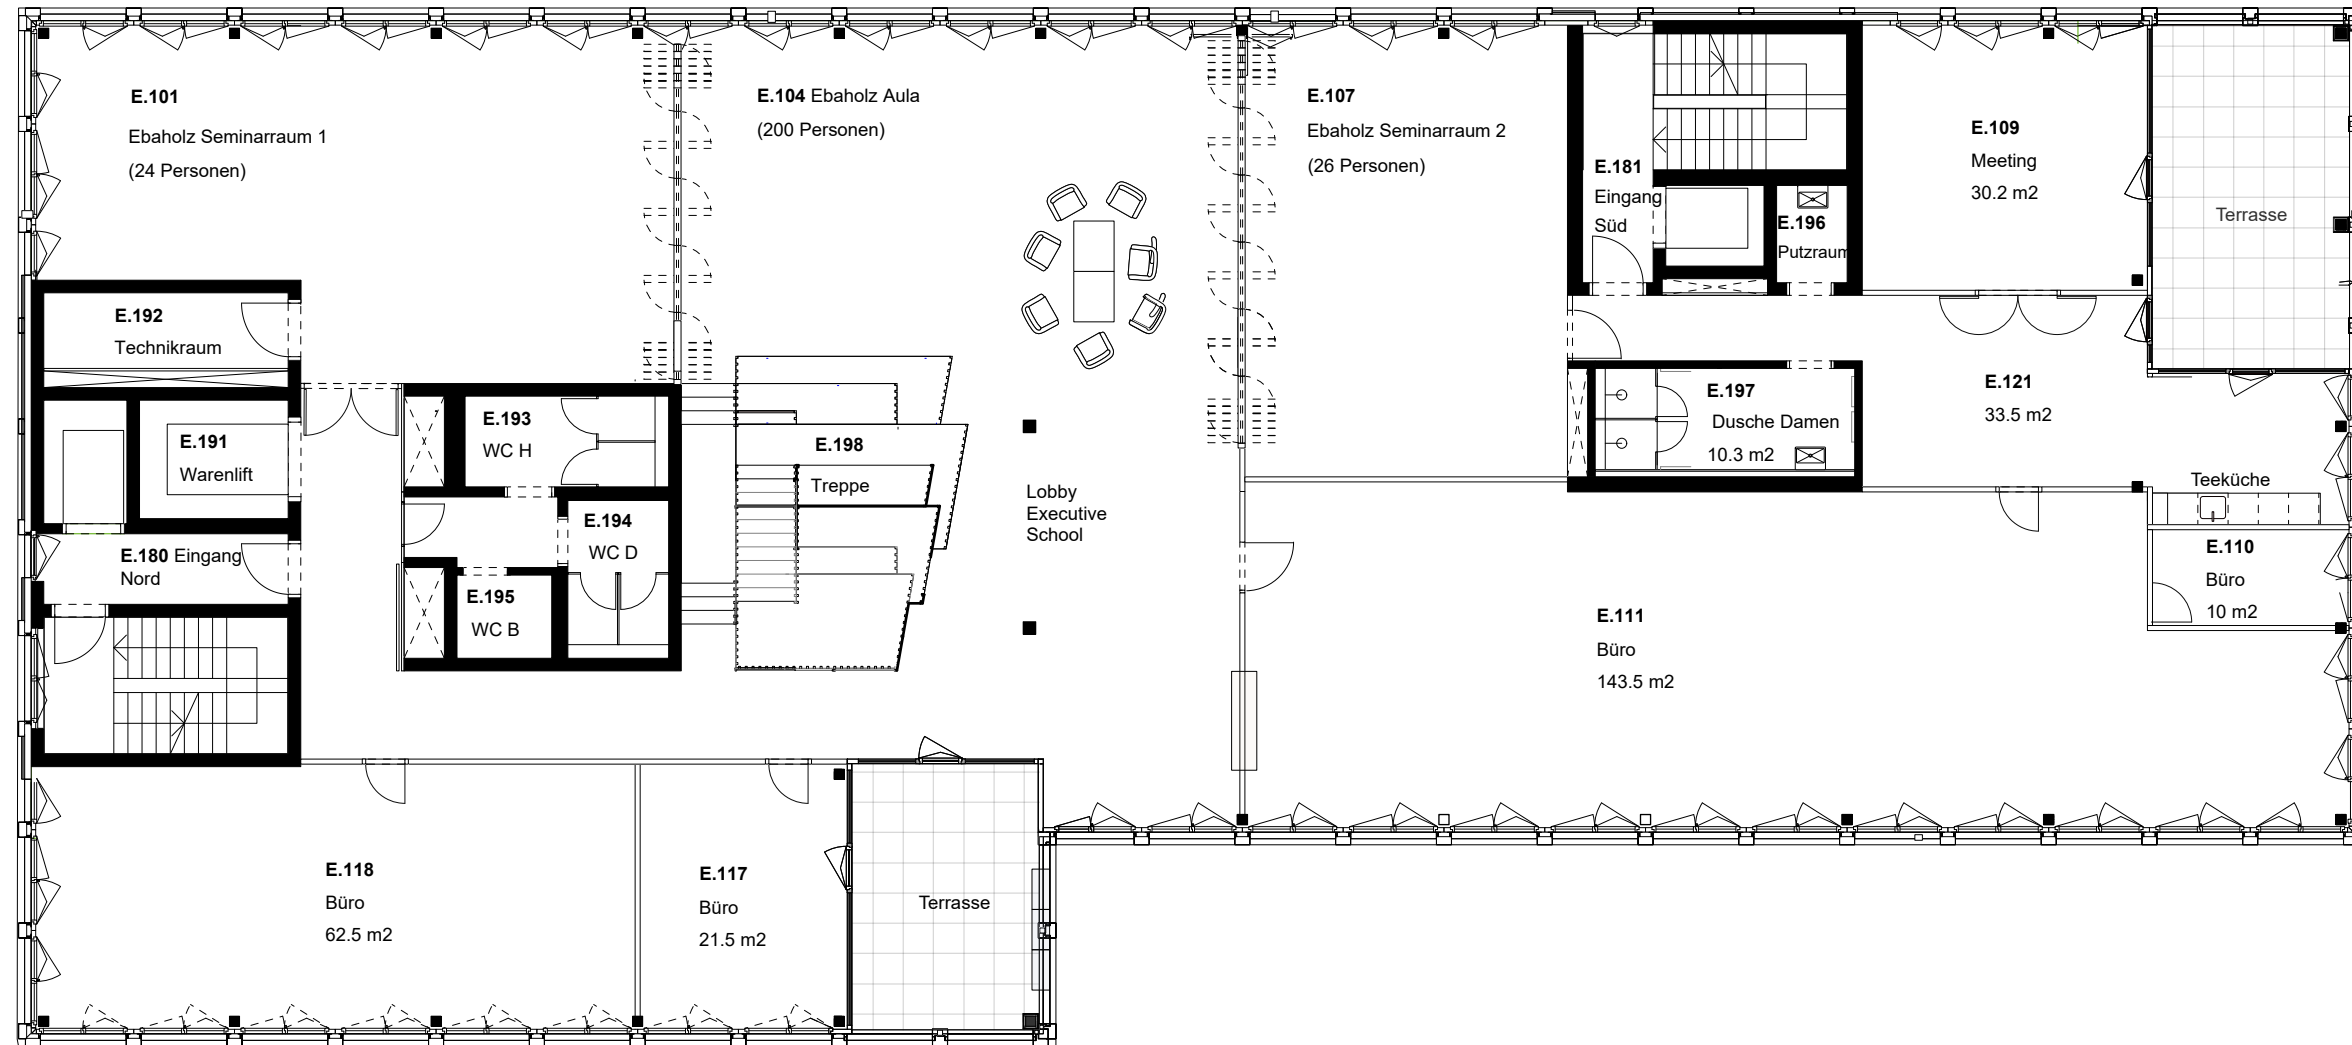 E.101
Ebaholz Seminarraum 1
(24 Personen)
E.104 Ebaholz Aula
(200 Personen)
E.107
Ebaholz Seminarraum 2
(26 Personen)
E.181
Eingang
Süd
E.196
Putzraum
E.109
Meeting
30.2 m2
Terrasse
E.192
Technikraum
E.191
Warenlift
E.193
WC H
E.198
Treppe
E.194
WC D
E.195
WC B
E.180 Eingang
Nord
Lobby
Executive
School
E.197
Dusche Damen
10.3 m2
E.121
33.5 m2
Teeküche
E.110
Büro
10 m2
E.111
Büro
143.5 m2
E.118
Büro
62.5 m2
E.117
Büro
21.5 m2
Terrasse